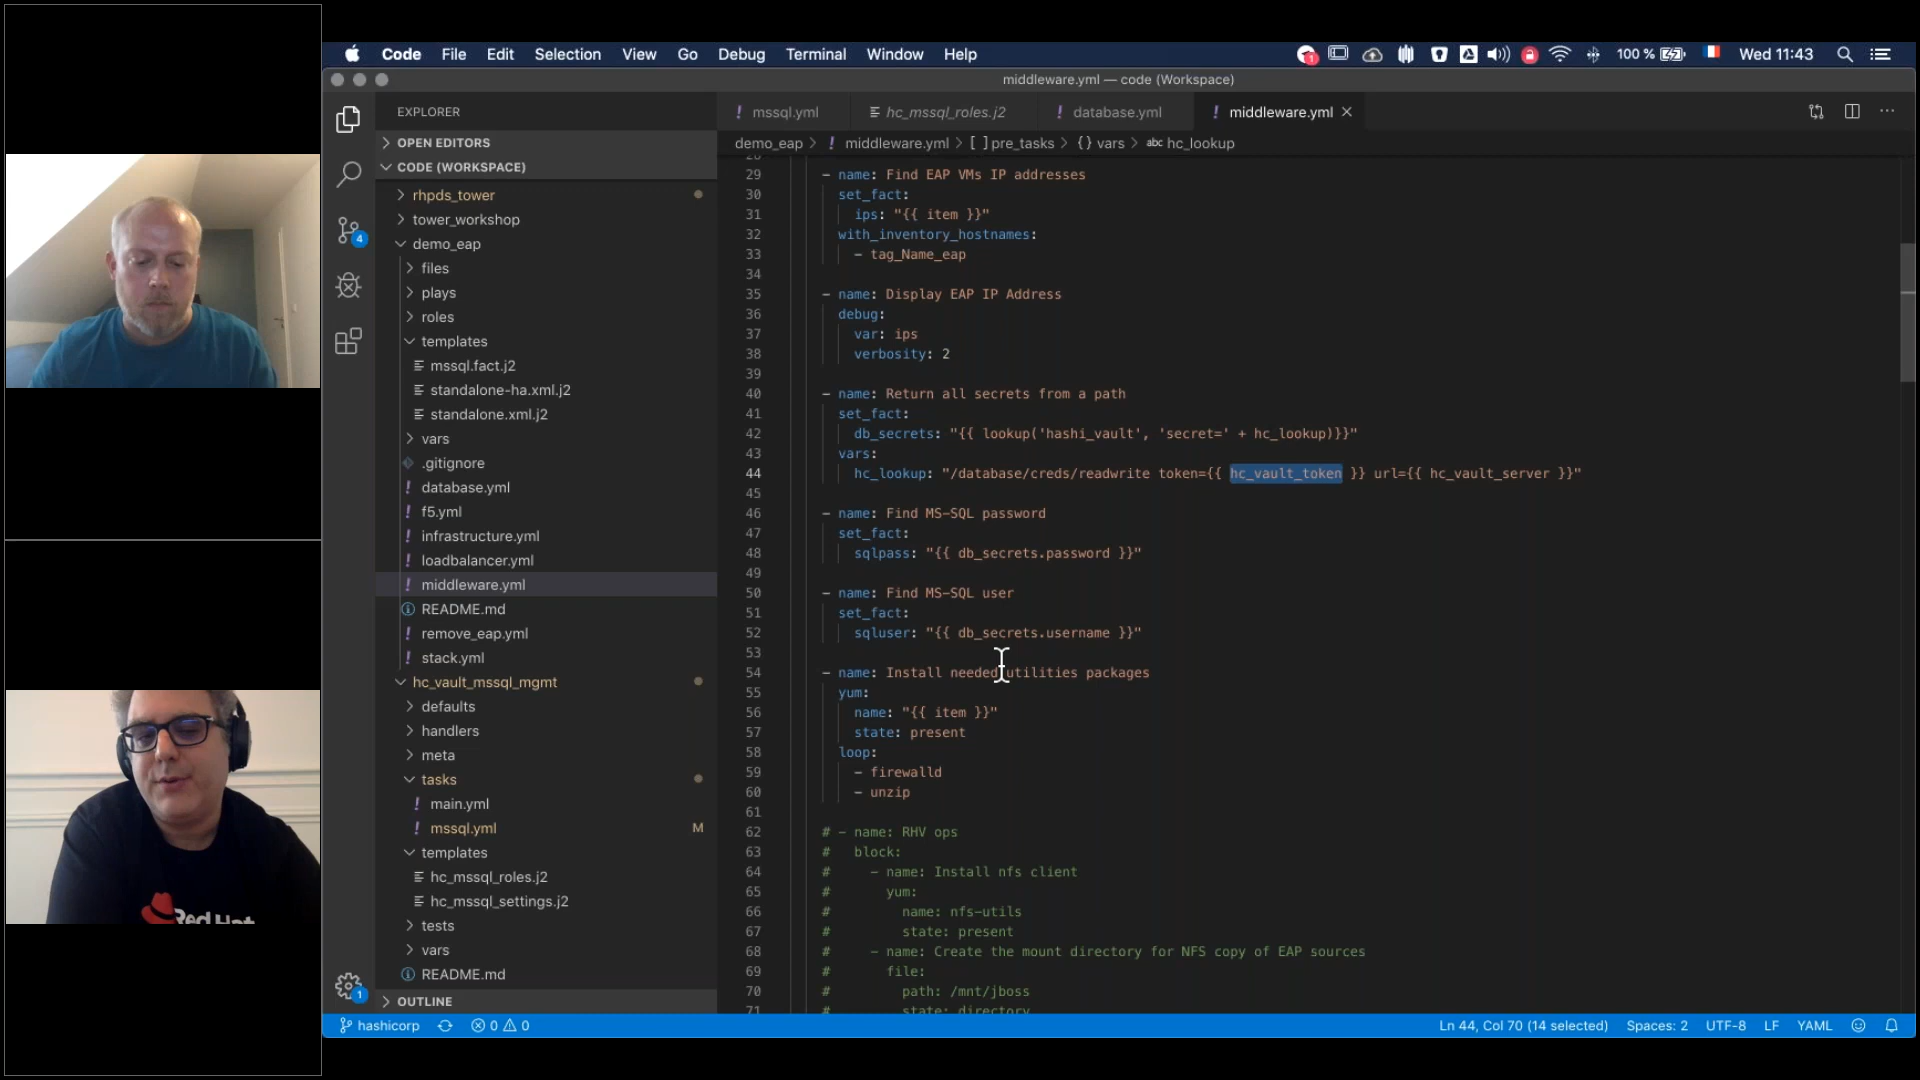 Code File Edit Selection View Go Debug Terminal Window Help
1
100 %
Wed 11:43
middleware.yml — code (Workspace)
EXPLORER
OPEN EDITORS
CODE (WORKSPACE)
rhpds_tower
tower_workshop
demo_eap
files
plays
roles
templates
mssql.fact.j2
standalone-ha.xml.j2
standalone.xml.j2
vars
.gitignore
! database.yml
! f5.yml
! infrastructure.yml
! loadbalancer.yml
! middleware.yml
README.md
! remove_eap.yml
! stack.yml
hc_vault_mssql_mgmt
defaults
handlers
meta
tasks
! main.yml
! mssql.yml M
templates
hc_mssql_roles.j2
hc_mssql_settings.j2
tests
vars
README.md
OUTLINE
4
1
! mssql.yml
hc_mssql_roles.j2
! database.yml
! middleware.yml
demo_eap > ! middleware.yml > [ ] pre_tasks > {} vars > abc hc_lookup
29 - name: Find EAP VMs IP addresses
30 set_fact:
31 ips: "{{ item }}"
32 with_inventory_hostnames:
33 - tag_Name_eap
34
35 - name: Display EAP IP Address
36 debug:
37 var: ips
38 verbosity: 2
39
40 - name: Return all secrets from a path
41 set_fact:
42 db_secrets: "{{ lookup('hashi_vault', 'secret=' + hc_lookup)}}"
43 vars:
44 hc_lookup: "/database/creds/readwrite token={{ hc_vault_token }} url={{ hc_vault_server }}"
45
46 - name: Find MS-SQL password
47 set_fact:
48 sqlpass: "{{ db_secrets.password }}"
49
50 - name: Find MS-SQL user
51 set_fact:
52 sqluser: "{{ db_secrets.username }}"
53
54 - name: Install needed utilities packages
55 yum:
56 name: "{{ item }}"
57 state: present
58 loop:
59 - firewalld
60 - unzip
61
62 # - name: RHV ops
63 # block:
64 # - name: Install nfs client
65 # yum:
66 # name: nfs-utils
67 # state: present
68 # - name: Create the mount directory for NFS copy of EAP sources
69 # file:
70 # path: /mnt/jboss
71 # state: directory
hashicorp
0 0
Ln 44, Col 70 (14 selected) Spaces: 2 UTF-8 LF YAML
Red Hat